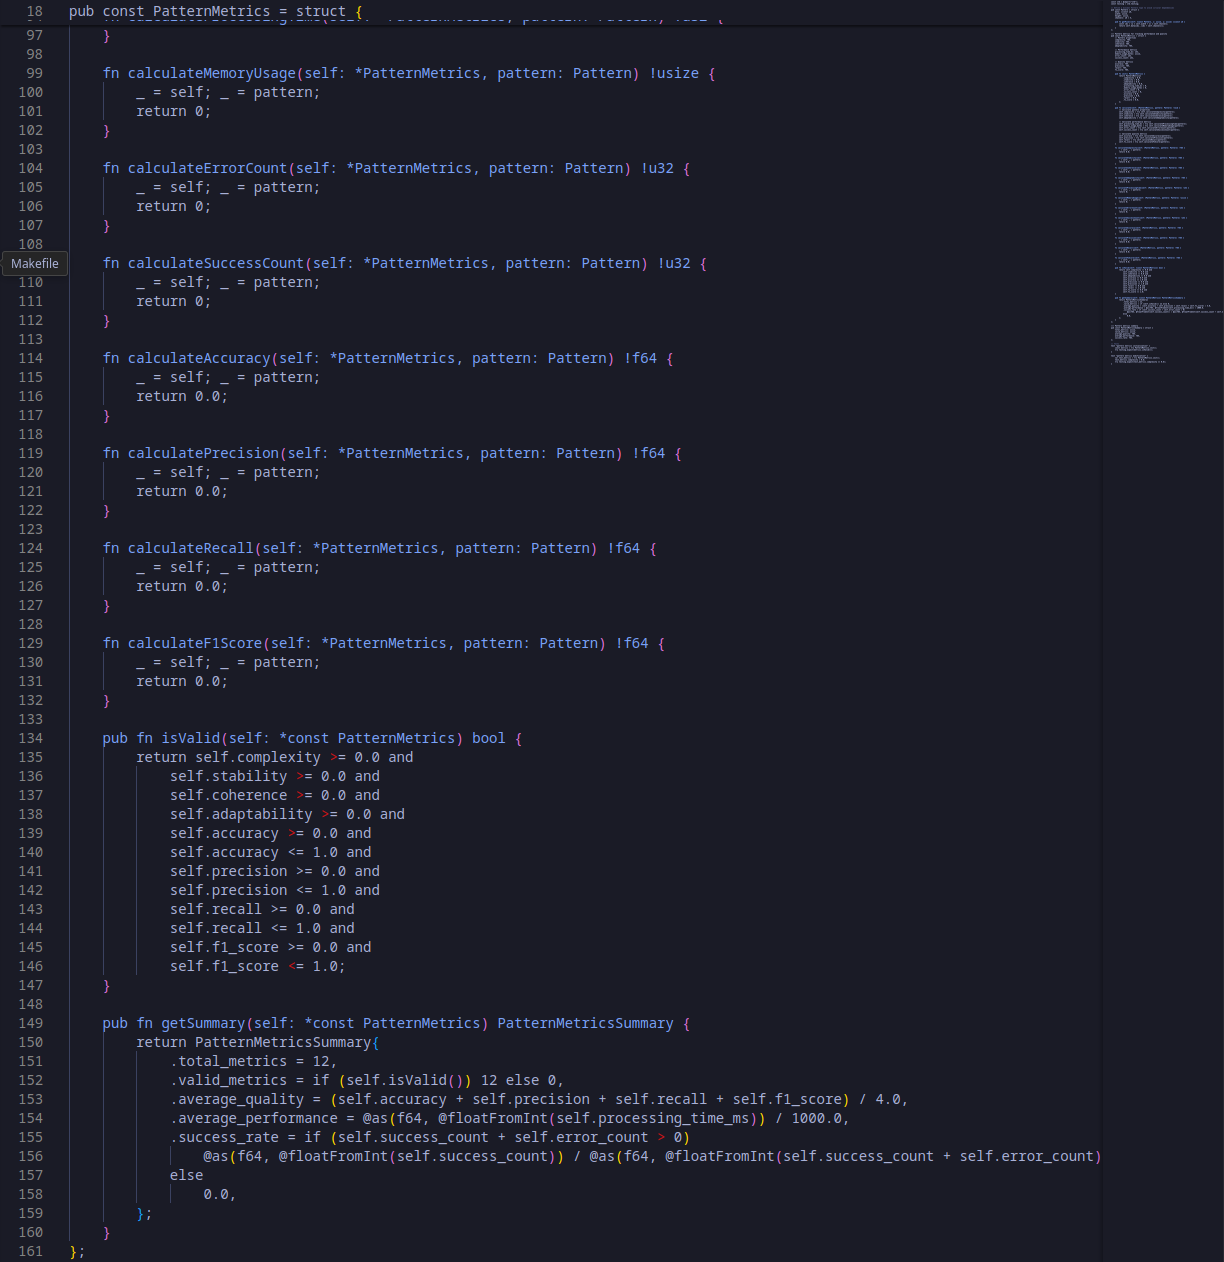 18 pub const PatternMetrics = struct {
97 }
98
99 fn calculateMemoryUsage(self: *PatternMetrics, pattern: Pattern) !usize {
100 _ = self; _ = pattern;
101 return 0;
102 }
103
104 fn calculateErrorCount(self: *PatternMetrics, pattern: Pattern) !u32 {
105 _ = self; _ = pattern;
106 return 0;
107 }
108
Makefile
fn calculateSuccessCount(self: *PatternMetrics, pattern: Pattern) !u32 {
110 _ = self; _ = pattern;
111 return 0;
112 }
113
114 fn calculateAccuracy(self: *PatternMetrics, pattern: Pattern) !f64 {
115 _ = self; _ = pattern;
116 return 0.0;
117 }
118
119 fn calculatePrecision(self: *PatternMetrics, pattern: Pattern) !f64 {
120 _ = self; _ = pattern;
121 return 0.0;
122 }
123
124 fn calculateRecall(self: *PatternMetrics, pattern: Pattern) !f64 {
125 _ = self; _ = pattern;
126 return 0.0;
127 }
128
129 fn calculateF1Score(self: *PatternMetrics, pattern: Pattern) !f64 {
130 _ = self; _ = pattern;
131 return 0.0;
132 }
133
134 pub fn isValid(self: *const PatternMetrics) bool {
135 return self.complexity >= 0.0 and
136 self.stability >= 0.0 and
137 self.coherence >= 0.0 and
138 self.adaptability >= 0.0 and
139 self.accuracy >= 0.0 and
140 self.accuracy <= 1.0 and
141 self.precision >= 0.0 and
142 self.precision <= 1.0 and
143 self.recall >= 0.0 and
144 self.recall <= 1.0 and
145 self.f1_score >= 0.0 and
146 self.f1_score <= 1.0;
147 }
148
149 pub fn getSummary(self: *const PatternMetrics) PatternMetricsSummary {
150 return PatternMetricsSummary{
151 .total_metrics = 12,
152 .valid_metrics = if (self.isValid()) 12 else 0,
153 .average_quality = (self.accuracy + self.precision + self.recall + self.f1_score) / 4.0,
154 .average_performance = @as(f64, @floatFromInt(self.processing_time_ms)) / 1000.0,
155 .success_rate = if (self.success_count + self.error_count > 0)
156 @as(f64, @floatFromInt(self.success_count)) / @as(f64, @floatFromInt(self.success_count + self.error_count)
157 else
158 0.0,
159 };
160 }
161 };